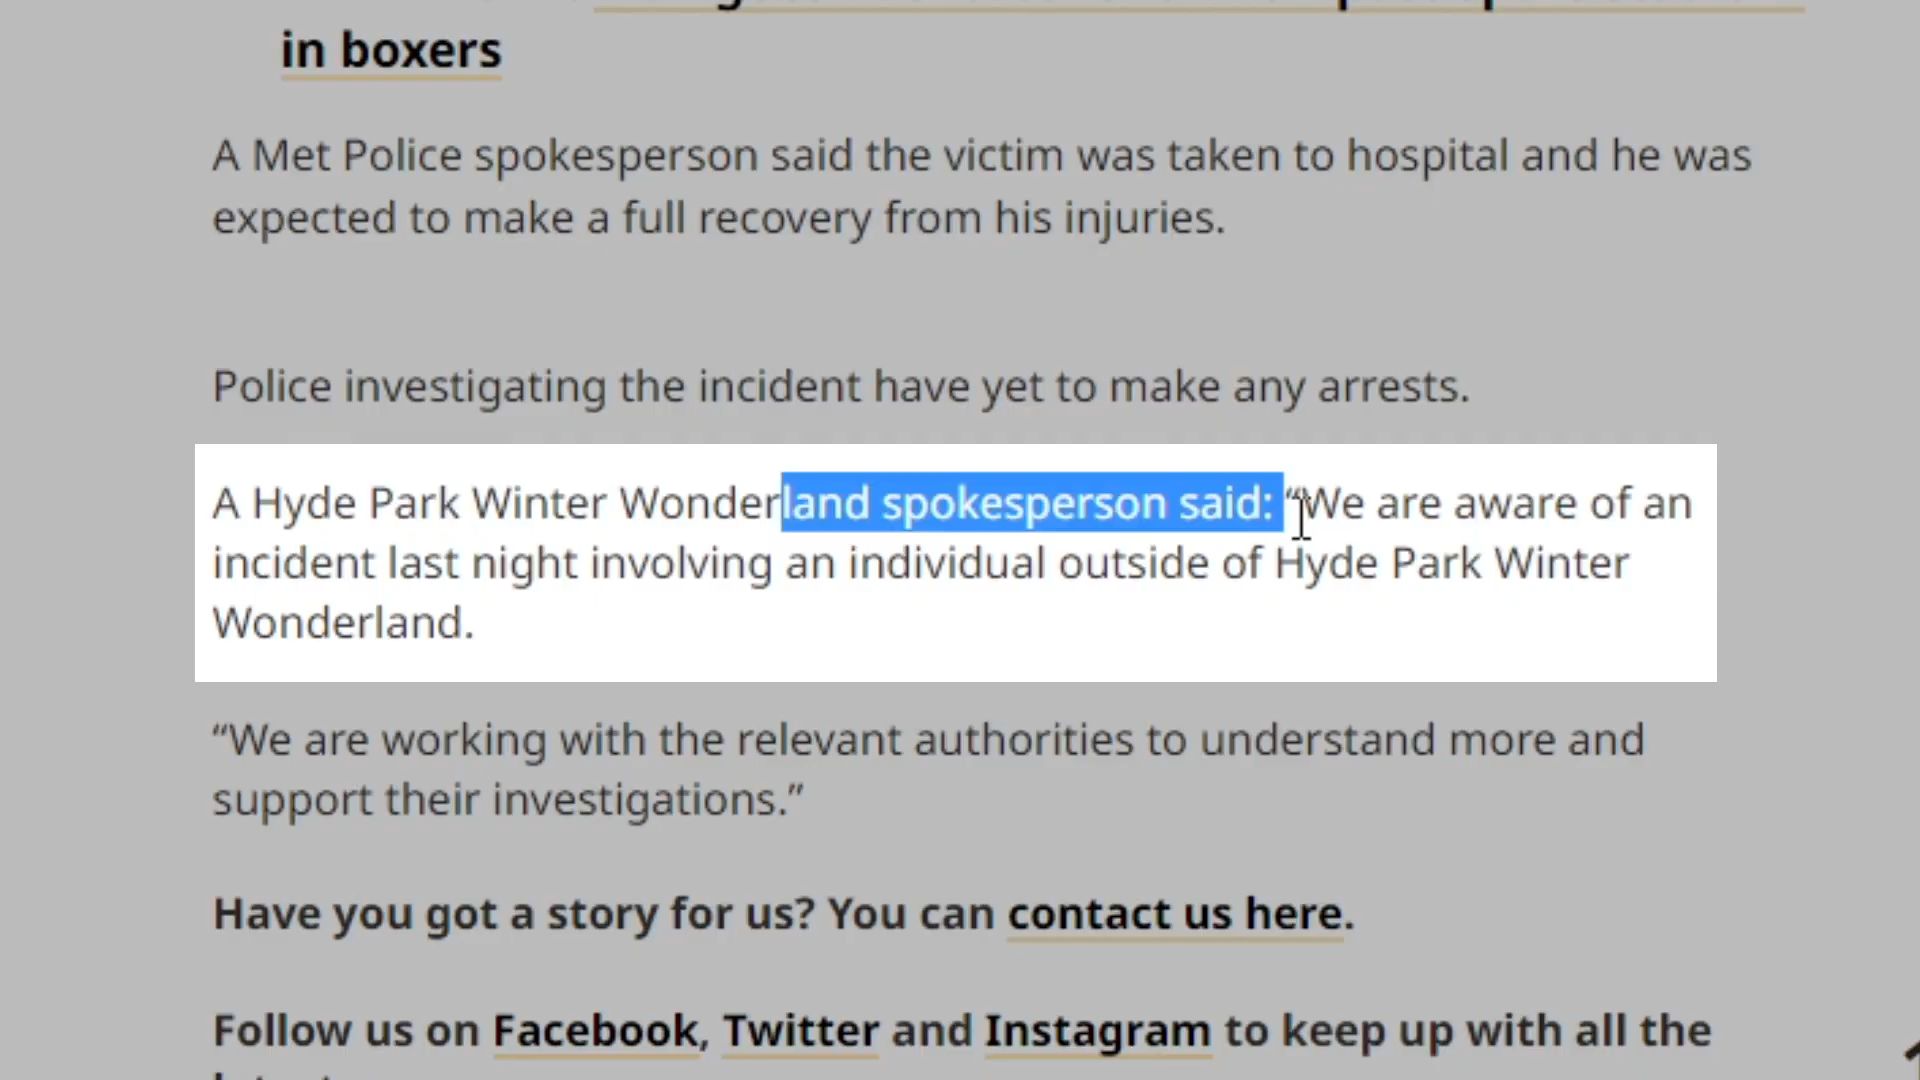 in boxers
A Met Police spokesperson said the victim was taken to hospital and he was
expected to make a full recovery from his injuries.
Police investigating the incident have yet to make any arrests.
A Hyde Park Winter Wonderland spokesperson said: “We are aware of an
incident last night involving an individual outside of Hyde Park Winter
Wonderland.
“We are working with the relevant authorities to understand more and
support their investigations.”
Have you got a story for us? You can contact us here.
Follow us on Facebook, Twitter and Instagram to keep up with all the